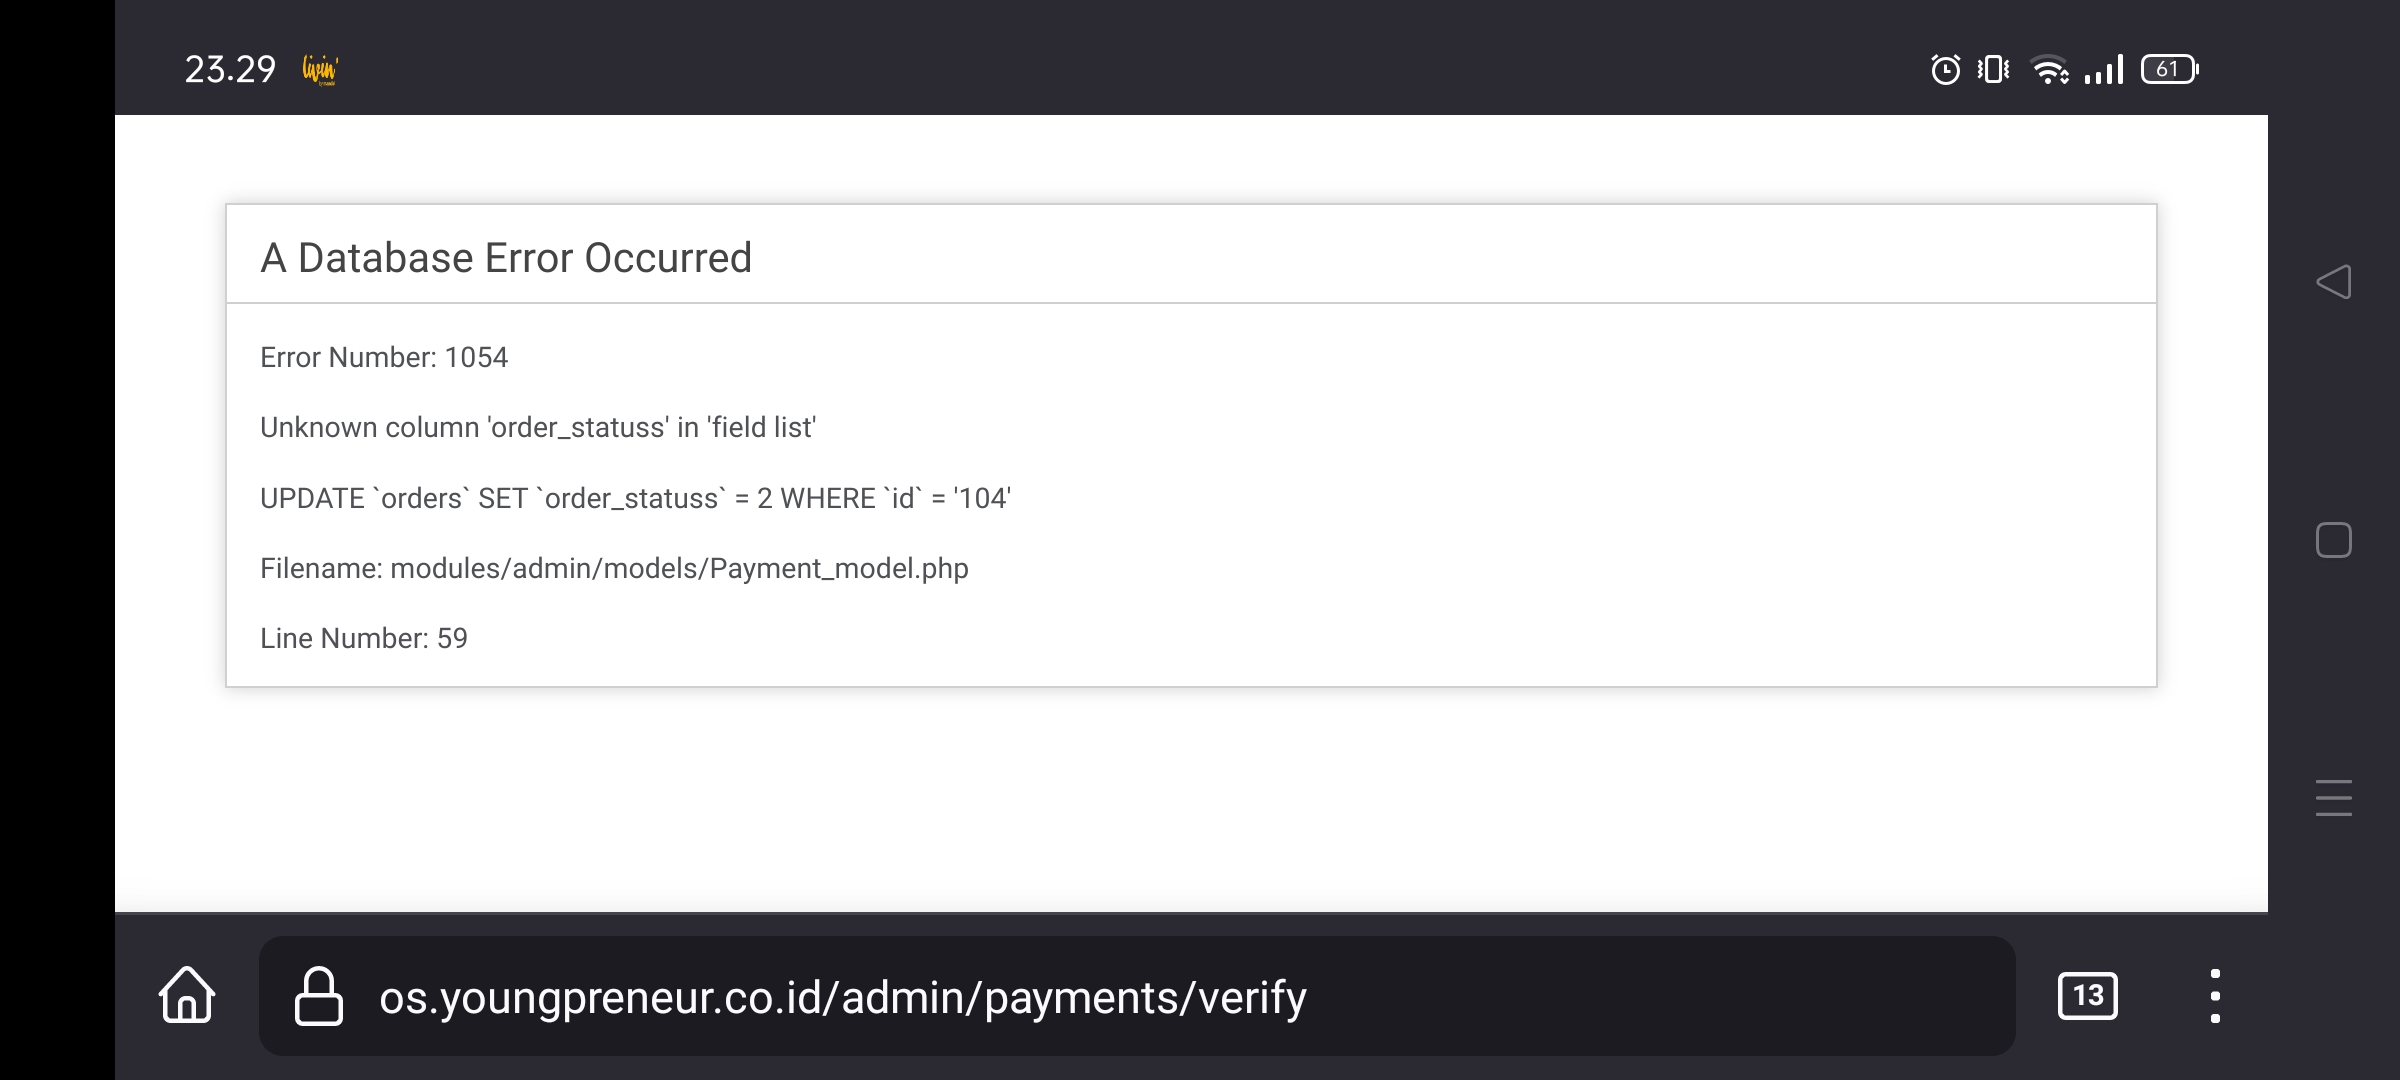 23.29 livin'
61
A Database Error Occurred
Error Number: 1054
Unknown column 'order_statuss' in 'field list'
UPDATE `orders` SET `order_statuss` = 2 WHERE `id` = '104'
Filename: modules/admin/models/Payment_model.php
Line Number: 59
os.youngpreneur.co.id/admin/payments/verify
13